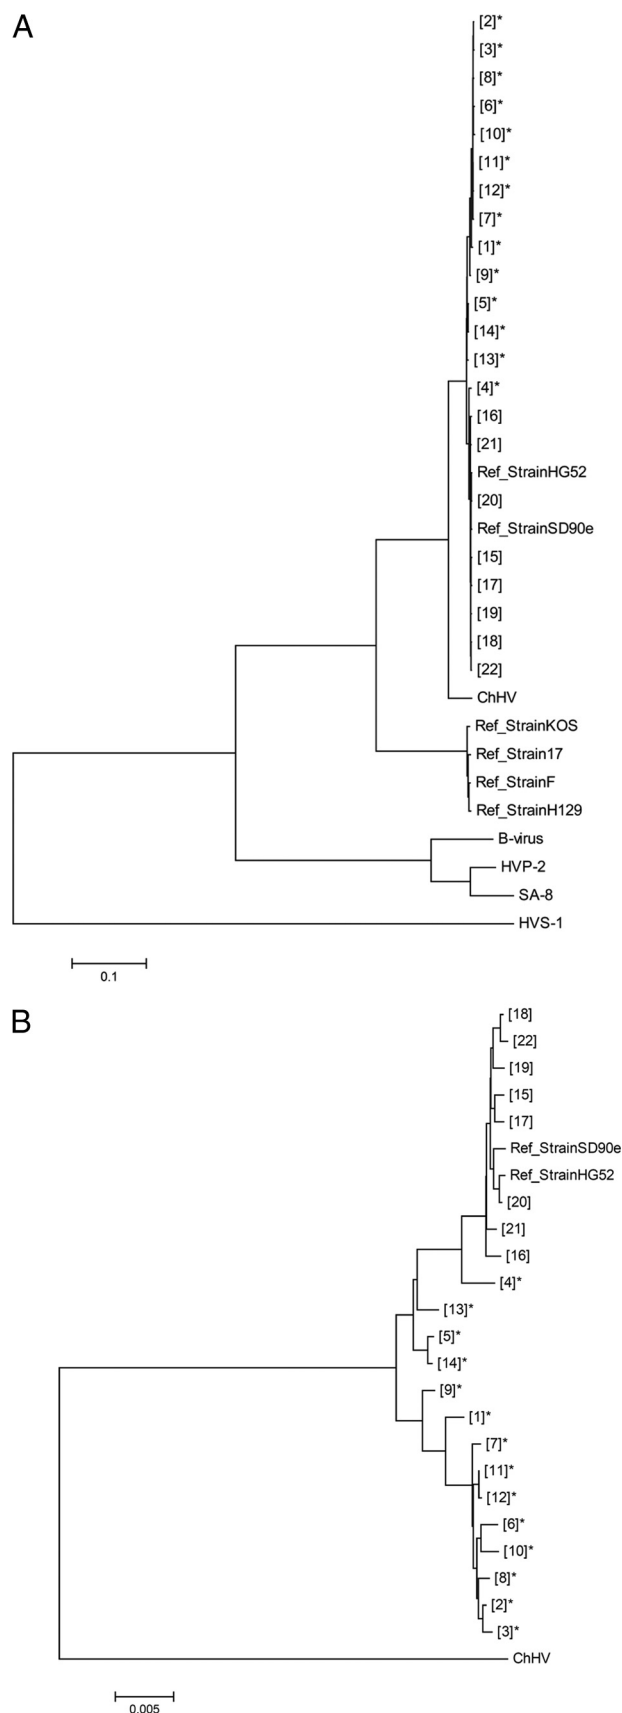 A
[2]*
[3]*
[8]*
[6]*
[10]*
[11]*
[12]*
[7]*
[1]*
[9]*
[5]*
[14]*
[13]*
[4]*
[16]
[21]
Ref_StrainHG52
[20]
Ref_StrainSD90e
[15]
[17]
[19]
[18]
[22]
ChHV
Ref_StrainKOS
Ref_Strain17
Ref_StrainF
Ref_StrainH129
B-virus
HVP-2
SA-8
HVS-1
0.1
B
[18]
[22]
[19]
[15]
[17]
Ref_StrainSD90e
Ref_StrainHG52
[20]
[21]
[16]
[4]*
[13]*
[5]*
[14]*
[9]*
[1]*
[7]*
[11]*
[12]*
[6]*
[10]*
[8]*
[2]*
[3]*
ChHV
0.005